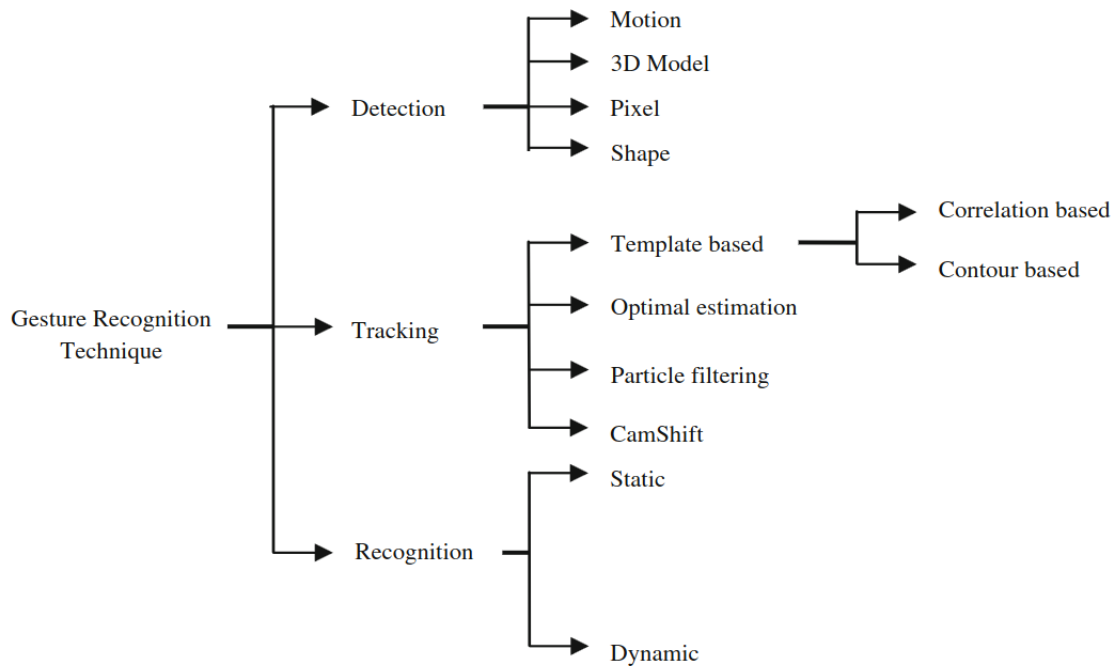 Gesture Recognition
Technique
Detection
Motion
3D Model
Pixel
Shape
Tracking
Template based
Correlation based
Contour based
Optimal estimation
Particle filtering
CamShift
Recognition
Static
Dynamic